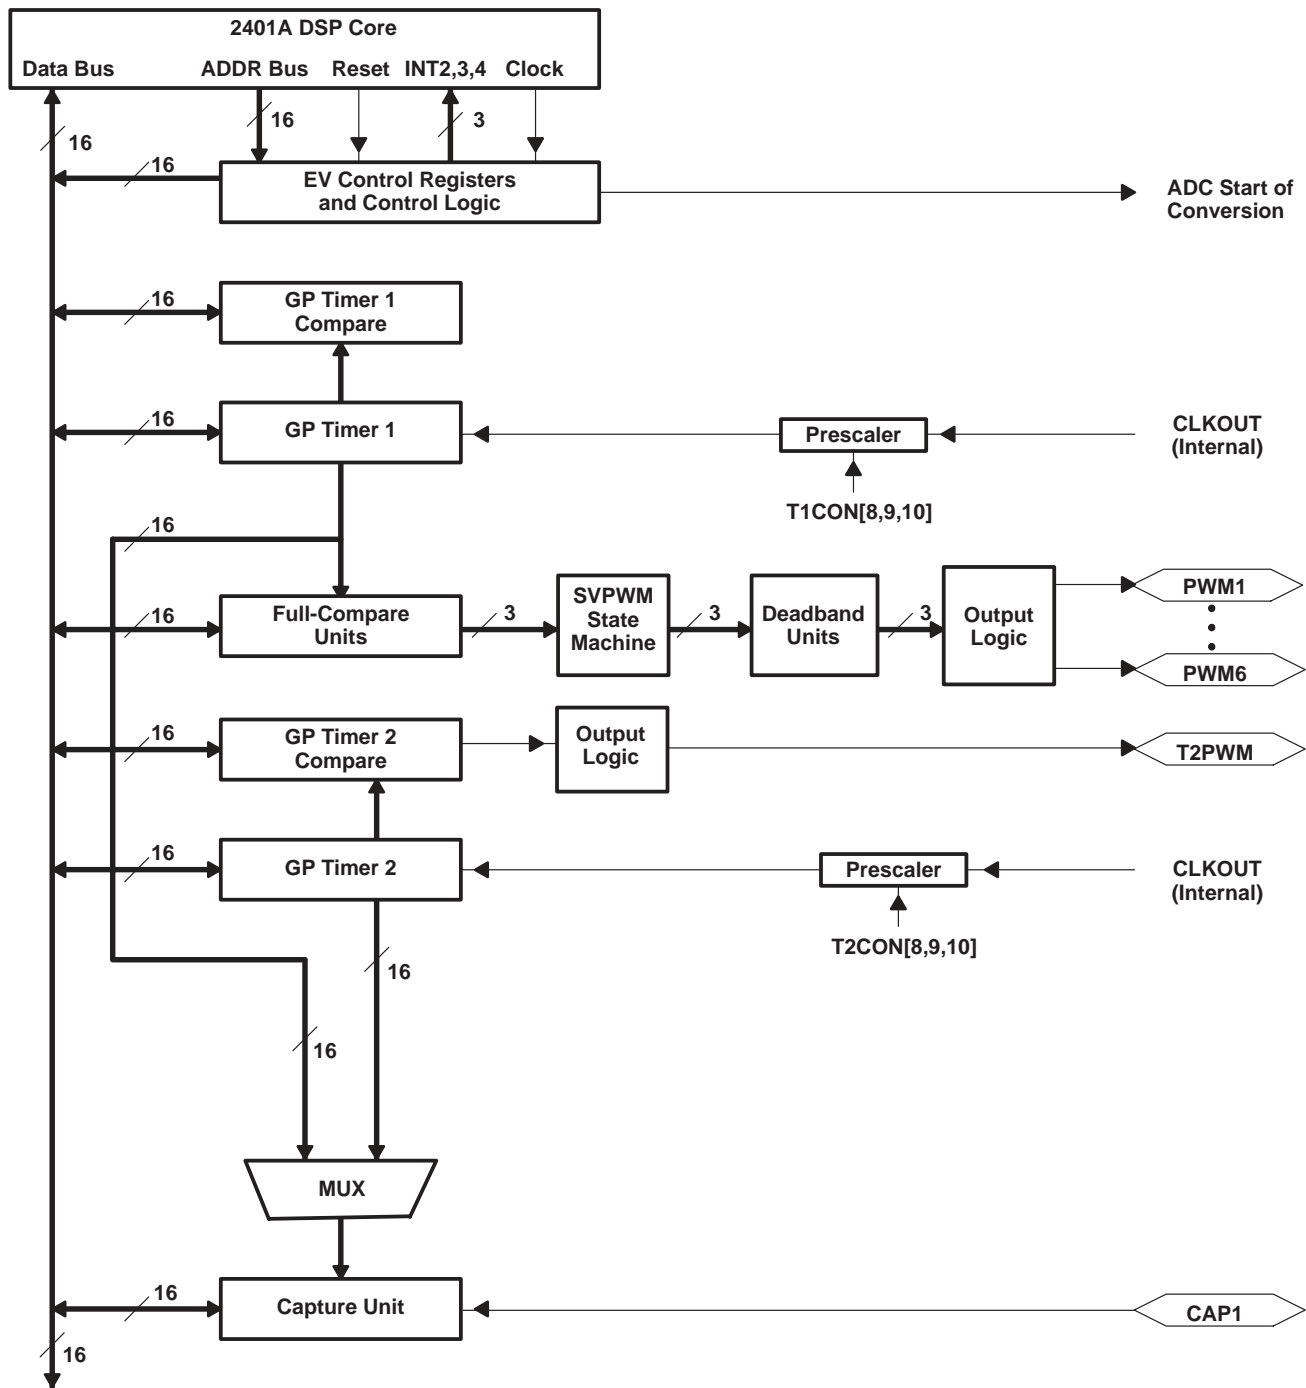 2401A DSP Core
Data Bus
ADDR Bus
Reset
INT2,3,4
Clock
16
3
16
16
EV Control Registers
and Control Logic
ADC Start of
Conversion
16
GP Timer 1
Compare
16
GP Timer 1
Prescaler
CLKOUT
(Internal)
T1CON[8,9,10]
16
16
Full-Compare
Units
3
SVPWM
State
Machine
3
Deadband
Units
3
Output
Logic
PWM1
PWM6
16
GP Timer 2
Compare
Output
Logic
T2PWM
16
GP Timer 2
Prescaler
CLKOUT
(Internal)
T2CON[8,9,10]
16
16
MUX
16
Capture Unit
CAP1
16